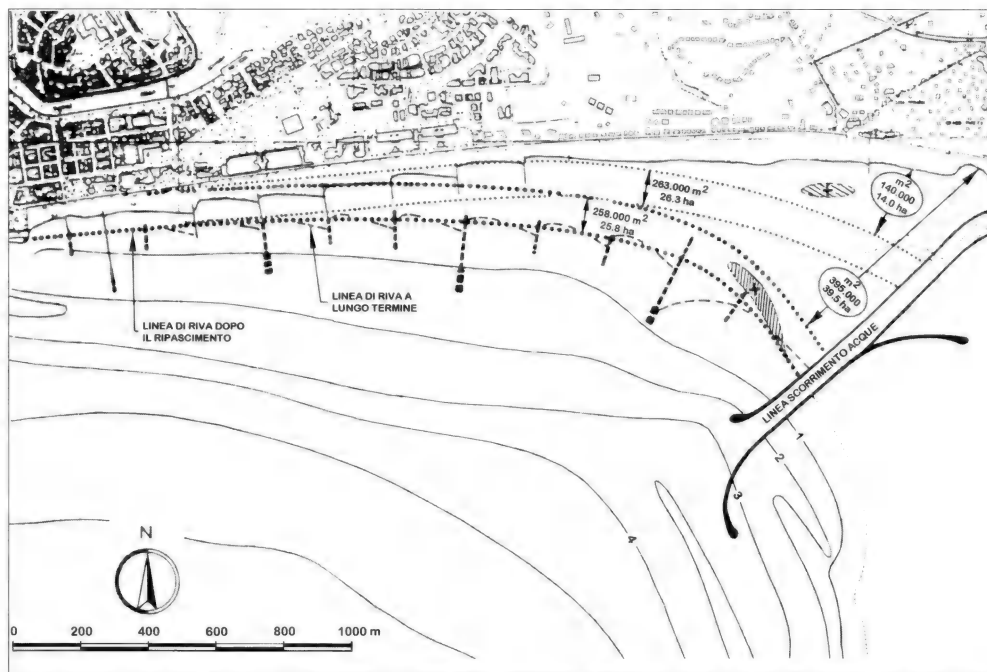 263.000 m²
26.3 ha
258.000 m²
25.8 ha
m²
140.000
14.0 ha
m²
395.000
39.5 ha
LINEA DI RIVA DOPO
IL RIPASCIMENTO
LINEA DI RIVA A
LUNGO TERMINE
LINEA SCORRIMENTO ACQUE
1
2
3
4
N
0 200 400 600 800 1000 m